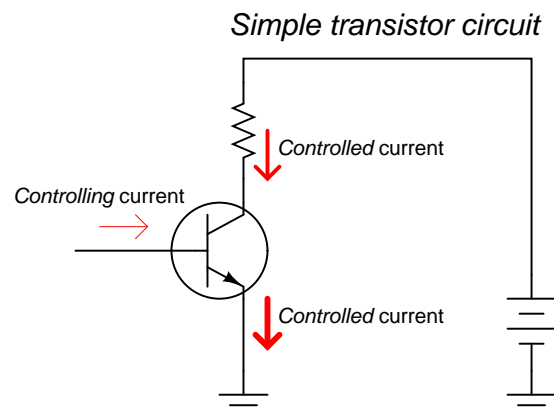 Simple transistor circuit
Controlled current
Controlling current
Controlled current